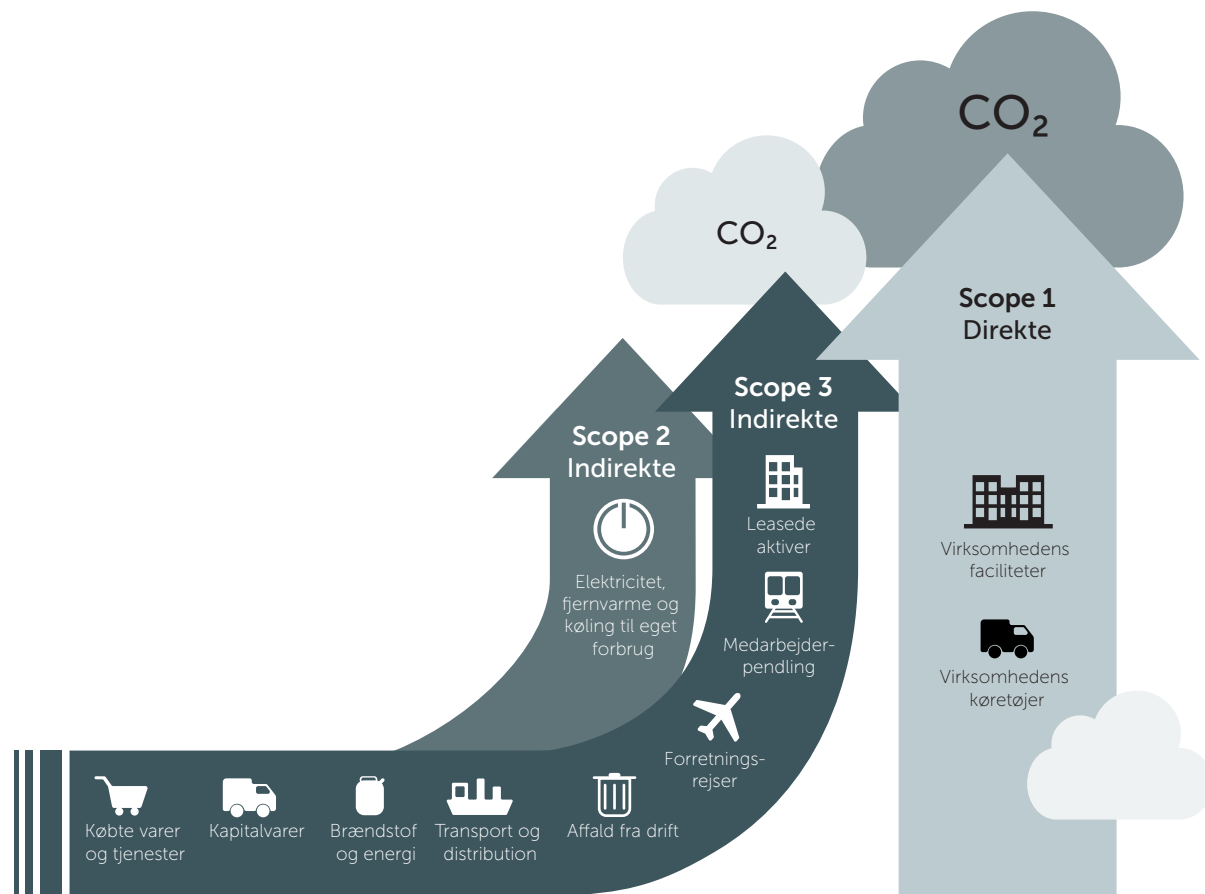 CO₂
CO₂
Scope 1
Direkte
Scope 3
Indirekte
Scope 2
Indirekte
Leasede
aktiver
Virksomhedens
faciliteter
Elektricitet,
fjernvarme og
køling til eget
forbrug
Medarbejder-
pendling
Virksomhedens
køretøjer
Forretnings-
rejser
Købte varer
og tjenester
Kapitalvarer
Brændstof
og energi
Transport og
distribution
Affald fra drift